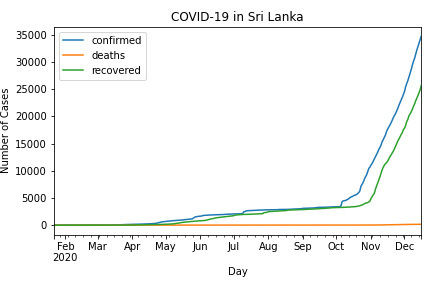 COVID-19 in Sri Lanka
confirmed
deaths
recovered
35000
30000
25000
20000
15000
10000
5000
0
Number of Cases
Feb Mar Apr May Jun Jul Aug Sep Oct Nov Dec
2020
Day